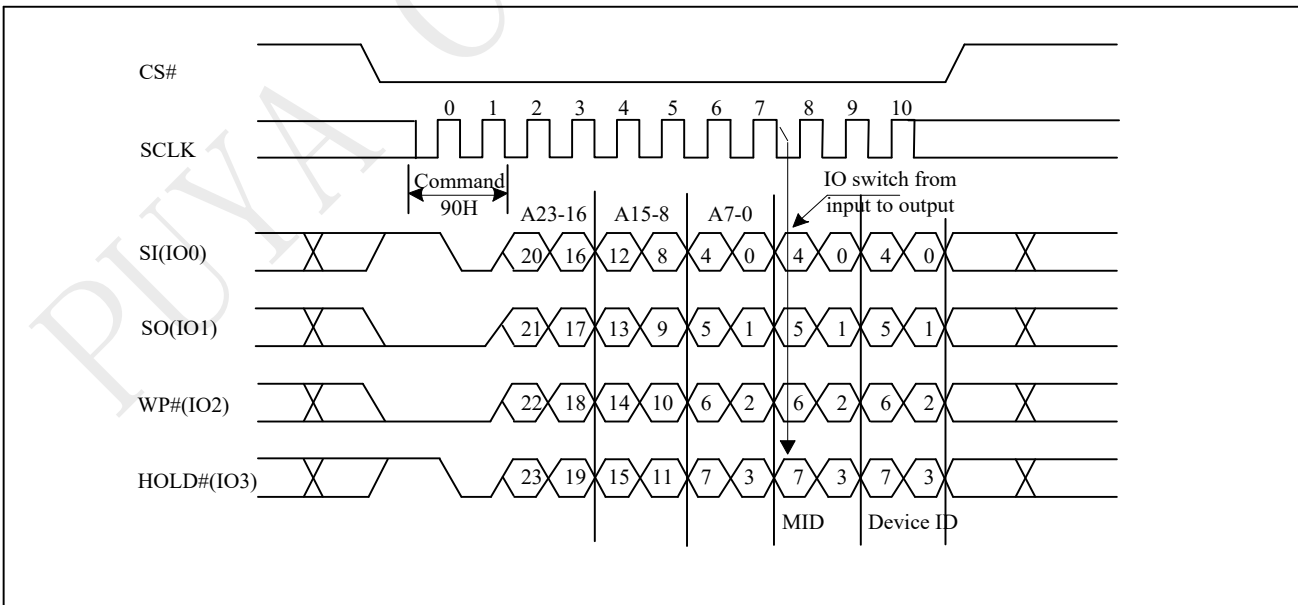 PUYA
CS#
0 1 2 3 4 5 6 7 8 9 10
SCLK
Command
90H
IO switch from
input to output
A23-16 A15-8 A7-0
SI(IO0) 20 16 12 8 4 0 4 0 4 0
SO(IO1) 21 17 13 9 5 1 5 1 5 1
WP#(IO2) 22 18 14 10 6 2 6 2 6 2
HOLD#(IO3) 23 19 15 11 7 3 7 3 7 3
MID Device ID